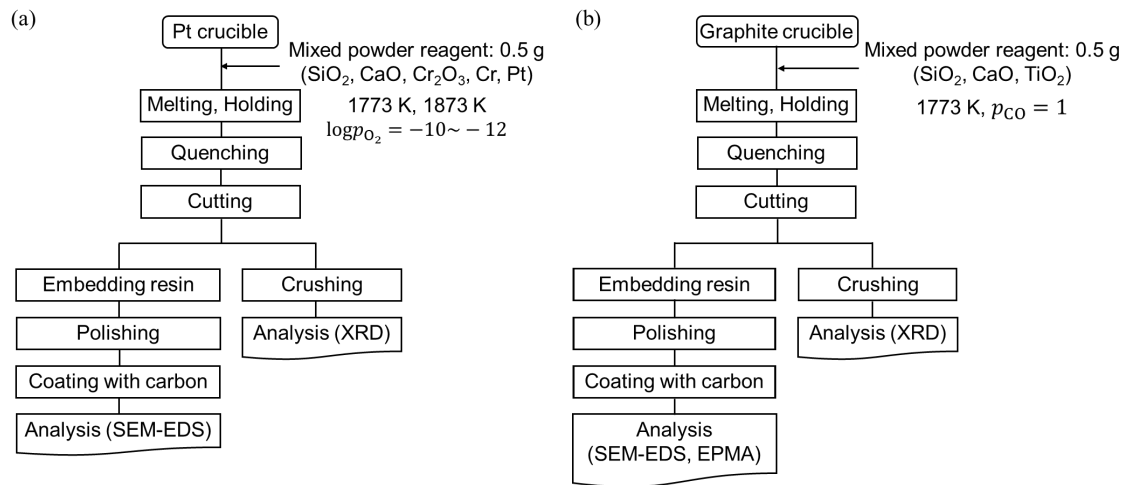 (a)
Pt crucible
Mixed powder reagent: 0.5 g
(SiO₂, CaO, Cr₂O₃, Cr, Pt)
Melting, Holding
1773 K, 1873 K
logp_O₂ = −10~ − 12
Quenching
Cutting
Embedding resin
Crushing
Polishing
Analysis (XRD)
Coating with carbon
Analysis (SEM-EDS)
(b)
Graphite crucible
Mixed powder reagent: 0.5 g
(SiO₂, CaO, TiO₂)
Melting, Holding
1773 K, p_CO = 1
Quenching
Cutting
Embedding resin
Crushing
Polishing
Analysis (XRD)
Coating with carbon
Analysis
(SEM-EDS, EPMA)